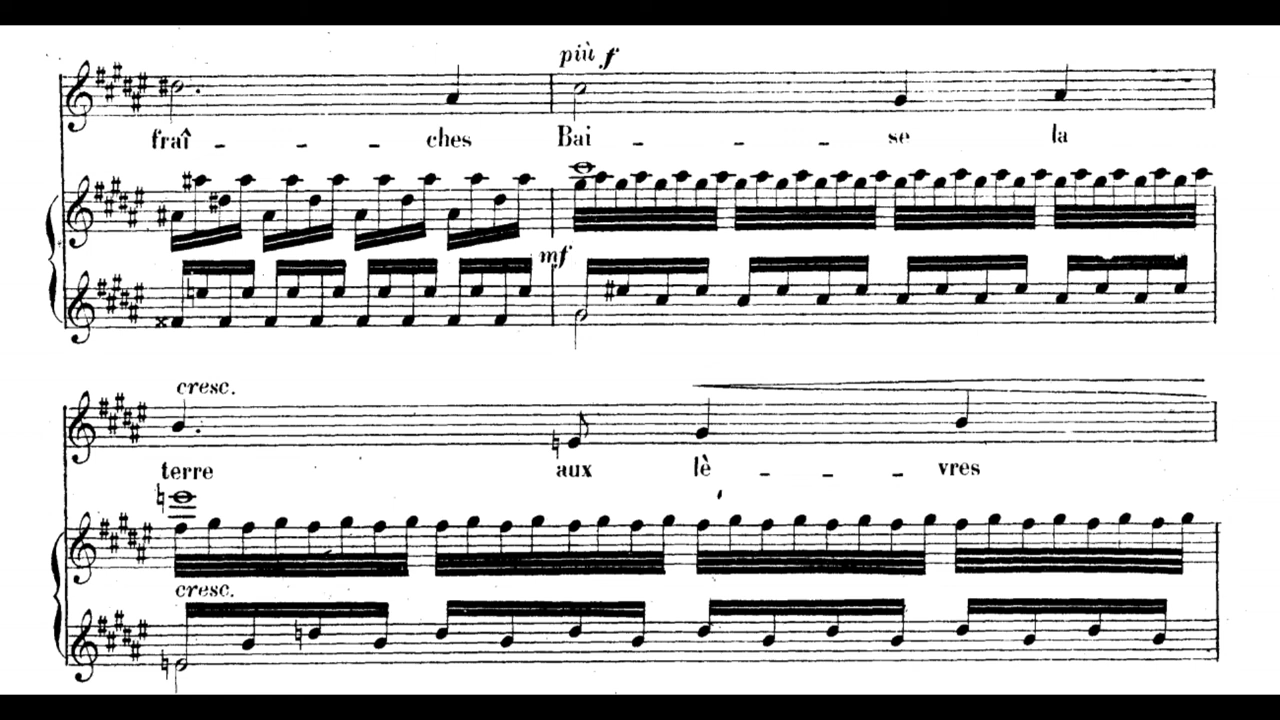 più f
fraî - - - ches Bai - - - se la
mf
cresc.
terre aux lè - - - vres
cresc.